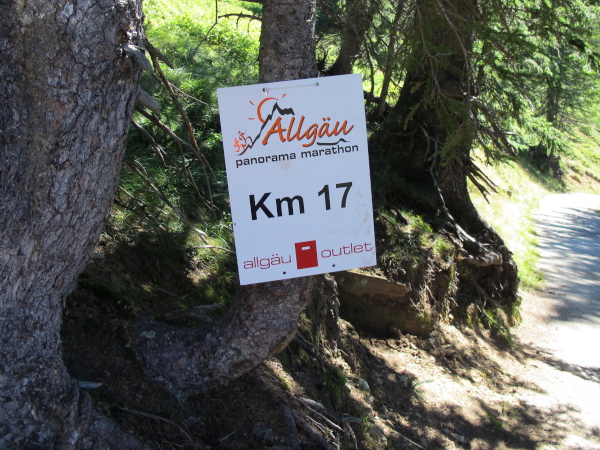 Allgäu
panorama marathon
Km 17
allgäu outlet